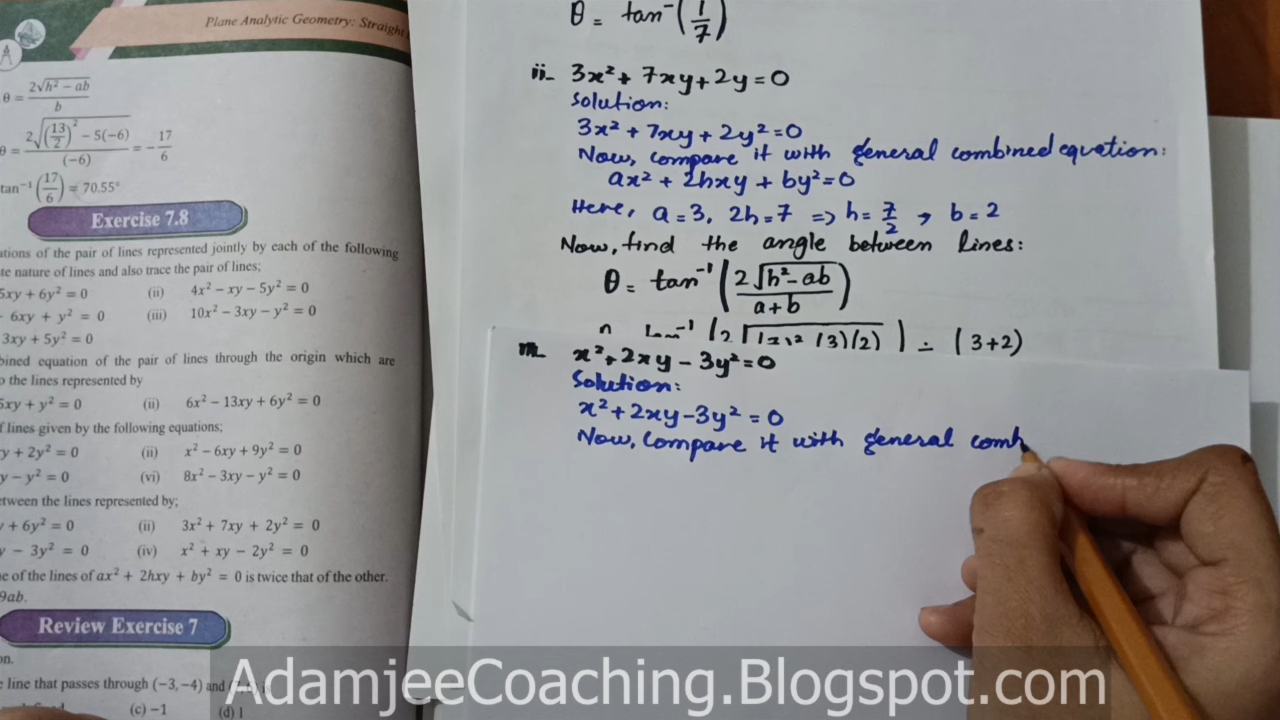 Plane Analytic Geometry: Straight
A
θ = 2√(h² − ab) / b
θ = 2√((13/2)² − 5(−6)) / (−6) = − 17/6
tan⁻¹ (17/6) = 70.55°
Exercise 7.8
ations of the pair of lines represented jointly by each of the following
te nature of lines and also trace the pair of lines;
5xy + 6y² = 0 (ii) 4x² − xy − 5y² = 0
6xy + y² = 0 (iii) 10x² − 3xy − y² = 0
3xy + 5y² = 0
bined equation of the pair of lines through the origin which are
o the lines represented by
5xy + y² = 0 (ii) 6x² − 13xy + 6y² = 0
f lines given by the following equations;
y + 2y² = 0 (ii) x² − 6xy + 9y² = 0
y − y² = 0 (vi) 8x² − 3xy − y² = 0
etween the lines represented by;
y + 6y² = 0 (ii) 3x² + 7xy + 2y² = 0
y − 3y² = 0 (iv) x² + xy − 2y² = 0
e of the lines of ax² + 2hxy + by² = 0 is twice that of the other.
9ab.
Review Exercise 7
on.
e line that passes through (−3, −4) and
(c) −1 (d) 1
θ = tan⁻(1/7)
ii- 3x² + 7xy + 2y = 0
Solution:
3x² + 7xy + 2y² = 0
Now, compare it with general combined equation:
ax² + 2hxy + by² = 0
Here, a = 3, 2h = 7 => h = 7/2 , b = 2
Now, find the angle between lines:
θ = tan⁻¹ (2√(h² − ab) / a + b)
x² + 2xy − 3y² = 0
Solution:
x² + 2xy − 3y² = 0
Now, Compare it with general comb
AdamjeeCoaching.Blogspot.com